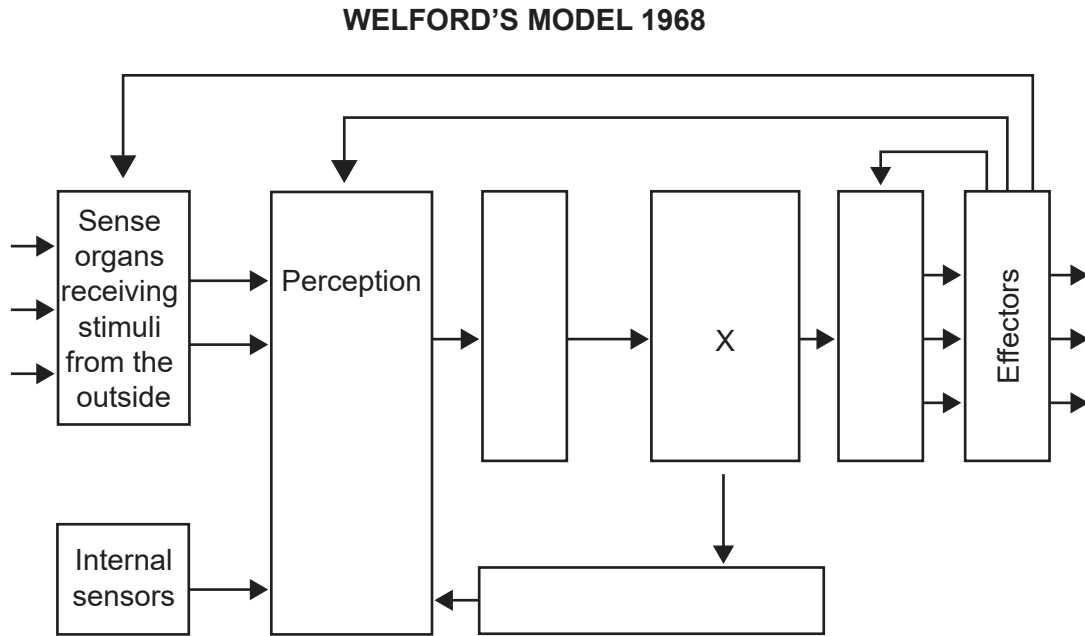 WELFORD’S MODEL 1968
Sense
organs
receiving
stimuli
from the
outside
Perception
X
Effectors
Internal
sensors